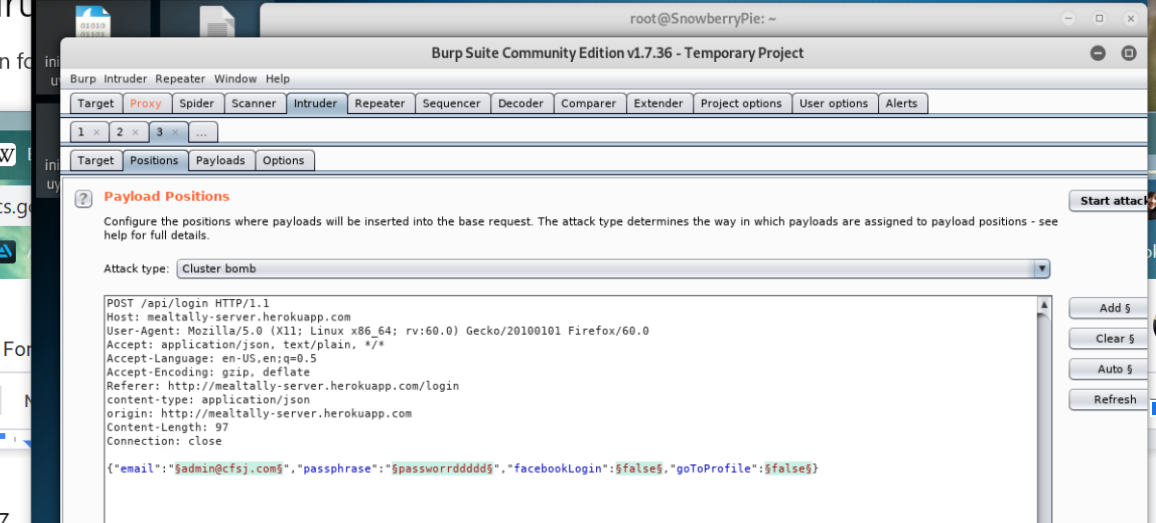 root@SnowberryPie: ~
Burp Suite Community Edition v1.7.36 - Temporary Project
Burp Intruder Repeater Window Help
Target Proxy Spider Scanner Intruder Repeater Sequencer Decoder Comparer Extender Project options User options Alerts
1 × 2 × 3 × ...
Target Positions Payloads Options
? Payload Positions
Start attack
Configure the positions where payloads will be inserted into the base request. The attack type determines the way in which payloads are assigned to payload positions - see
help for full details.
Attack type: Cluster bomb
POST /api/login HTTP/1.1
Host: mealtally-server.herokuapp.com
User-Agent: Mozilla/5.0 (X11; Linux x86_64; rv:60.0) Gecko/20100101 Firefox/60.0
Accept: application/json, text/plain, */*
Accept-Language: en-US,en;q=0.5
Accept-Encoding: gzip, deflate
Referer: http://mealtally-server.herokuapp.com/login
content-type: application/json
origin: http://mealtally-server.herokuapp.com
Content-Length: 97
Connection: close
{"email":"§admin@cfsj.com§","passphrase":"§passworrddddd§","facebookLogin":§false§,"goToProfile":§false§}
Add §
Clear §
Auto §
Refresh
n fo
ini
u
W
ini
uy
cs.go
For
N